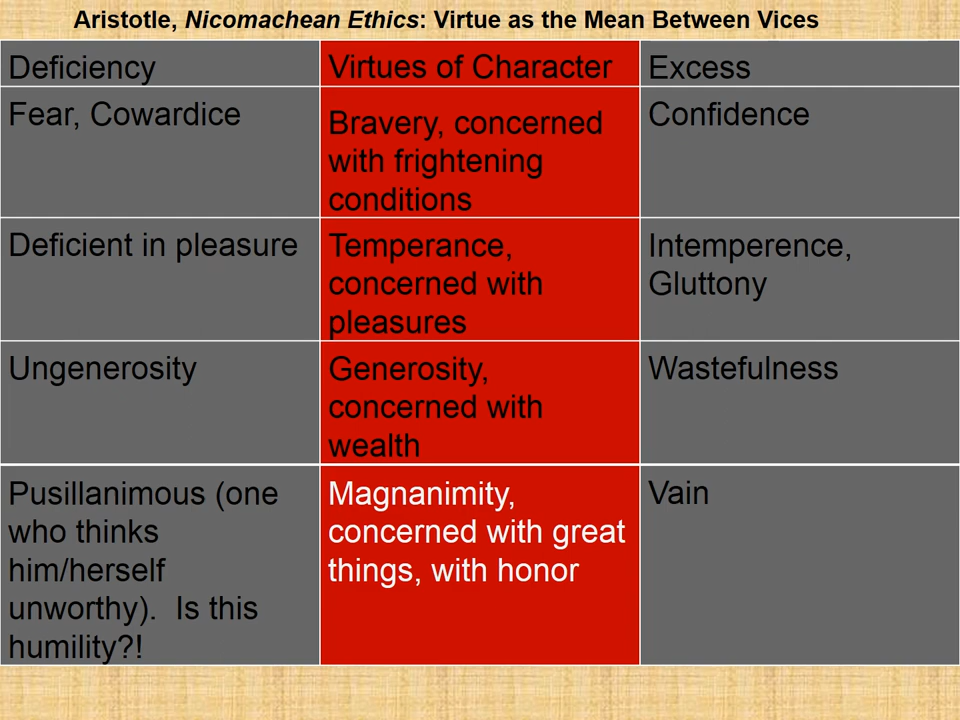 Aristotle, Nicomachean Ethics: Virtue as the Mean Between Vices
Deficiency
Virtues of Character
Excess
Fear, Cowardice
Bravery, concerned
with frightening
conditions
Confidence
Deficient in pleasure
Temperance,
concerned with
pleasures
Intemperence,
Gluttony
Ungenerosity
Generosity,
concerned with
wealth
Wastefulness
Pusillanimous (one
who thinks
him/herself
unworthy).  Is this
humility?!
Magnanimity,
concerned with great
things, with honor
Vain